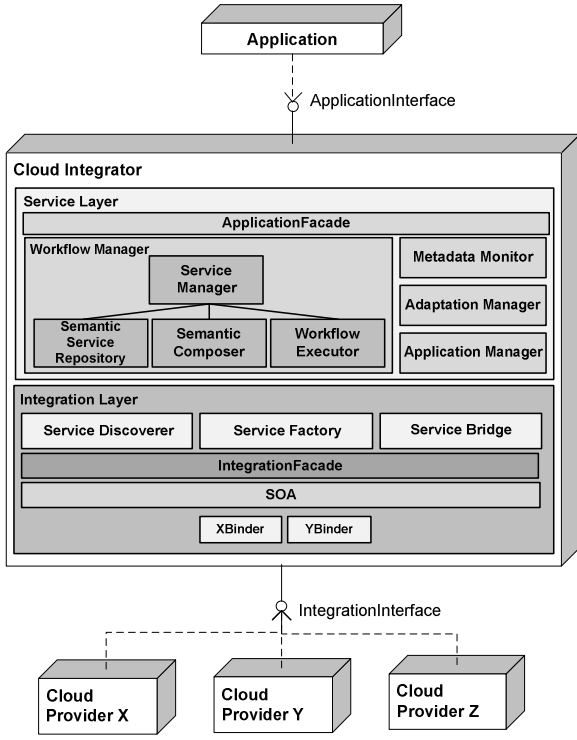 Application
ApplicationInterface
Cloud Integrator
Service Layer
ApplicationFacade
Workflow Manager
Service
Manager
Semantic
Service
Repository
Semantic
Composer
Workflow
Executor
Metadata Monitor
Adaptation Manager
Application Manager
Integration Layer
Service Discoverer
Service Factory
Service Bridge
IntegrationFacade
SOA
XBinder
YBinder
IntegrationInterface
Cloud
Provider X
Cloud
Provider Y
Cloud
Provider Z